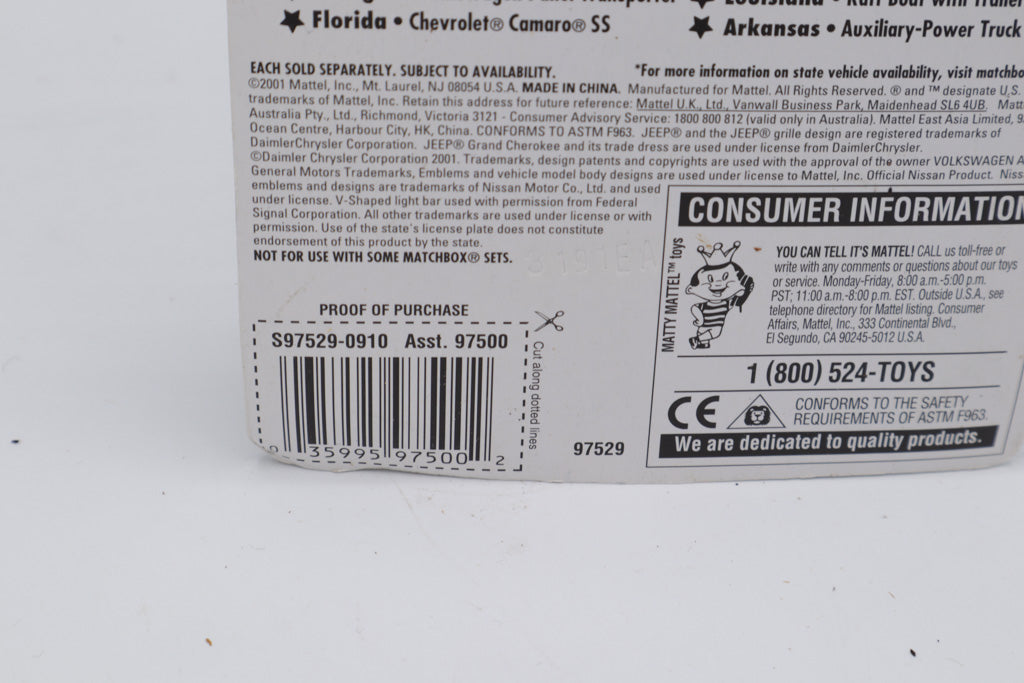 Florida • Chevrolet® Camaro® SS
Arkansas • Auxiliary-Power Truck
EACH SOLD SEPARATELY. SUBJECT TO AVAILABILITY.
*For more information on state vehicle availability, visit matchbo
©2001 Mattel, Inc., Mt. Laurel, NJ 08054 U.S.A. MADE IN CHINA. Manufactured for Mattel. All Rights Reserved. ® and ™ designate U.S.
trademarks of Mattel, Inc. Retain this address for future reference: Mattel U.K., Ltd., Vanwall Business Park, Maidenhead SL6 4UB. Matt
Australia Pty., Ltd., Richmond, Victoria 3121 - Consumer Advisory Service: 1800 800 812 (valid only in Australia). Mattel East Asia Limited, 9
Ocean Centre, Harbour City, HK, China. CONFORMS TO ASTM F963. JEEP® and the JEEP® grille design are registered trademarks of
DaimlerChrysler Corporation. JEEP® Grand Cherokee and its trade dress are used under license from DaimlerChrysler.
©Daimler Chrysler Corporation 2001. Trademarks, design patents and copyrights are used with the approval of the owner VOLKSWAGEN A
General Motors Trademarks, Emblems and vehicle model body designs are used under license to Mattel, Inc. Official Nissan Product. Niss
emblems and designs are trademarks of Nissan Motor Co., Ltd. and used
under license. V-Shaped light bar used with permission from Federal
Signal Corporation. All other trademarks are used under license or with
permission. Use of the state's license plate does not constitute
endorsement of this product by the state.
NOT FOR USE WITH SOME MATCHBOX® SETS.
PROOF OF PURCHASE
S97529-0910 Asst. 97500
0 35995 97500 2
Cut along dotted lines
97529
CONSUMER INFORMATION
MATTY MATTEL™ toys
YOU CAN TELL IT'S MATTEL! CALL us toll-free or
write with any comments or questions about our toys
or service. Monday-Friday, 8:00 a.m.-5:00 p.m.
PST; 11:00 a.m.-8:00 p.m. EST. Outside U.S.A., see
telephone directory for Mattel listing. Consumer
Affairs, Mattel, Inc., 333 Continental Blvd.,
El Segundo, CA 90245-5012 U.S.A.
1 (800) 524-TOYS
CE
CONFORMS TO THE SAFETY
REQUIREMENTS OF ASTM F963.
We are dedicated to quality products.